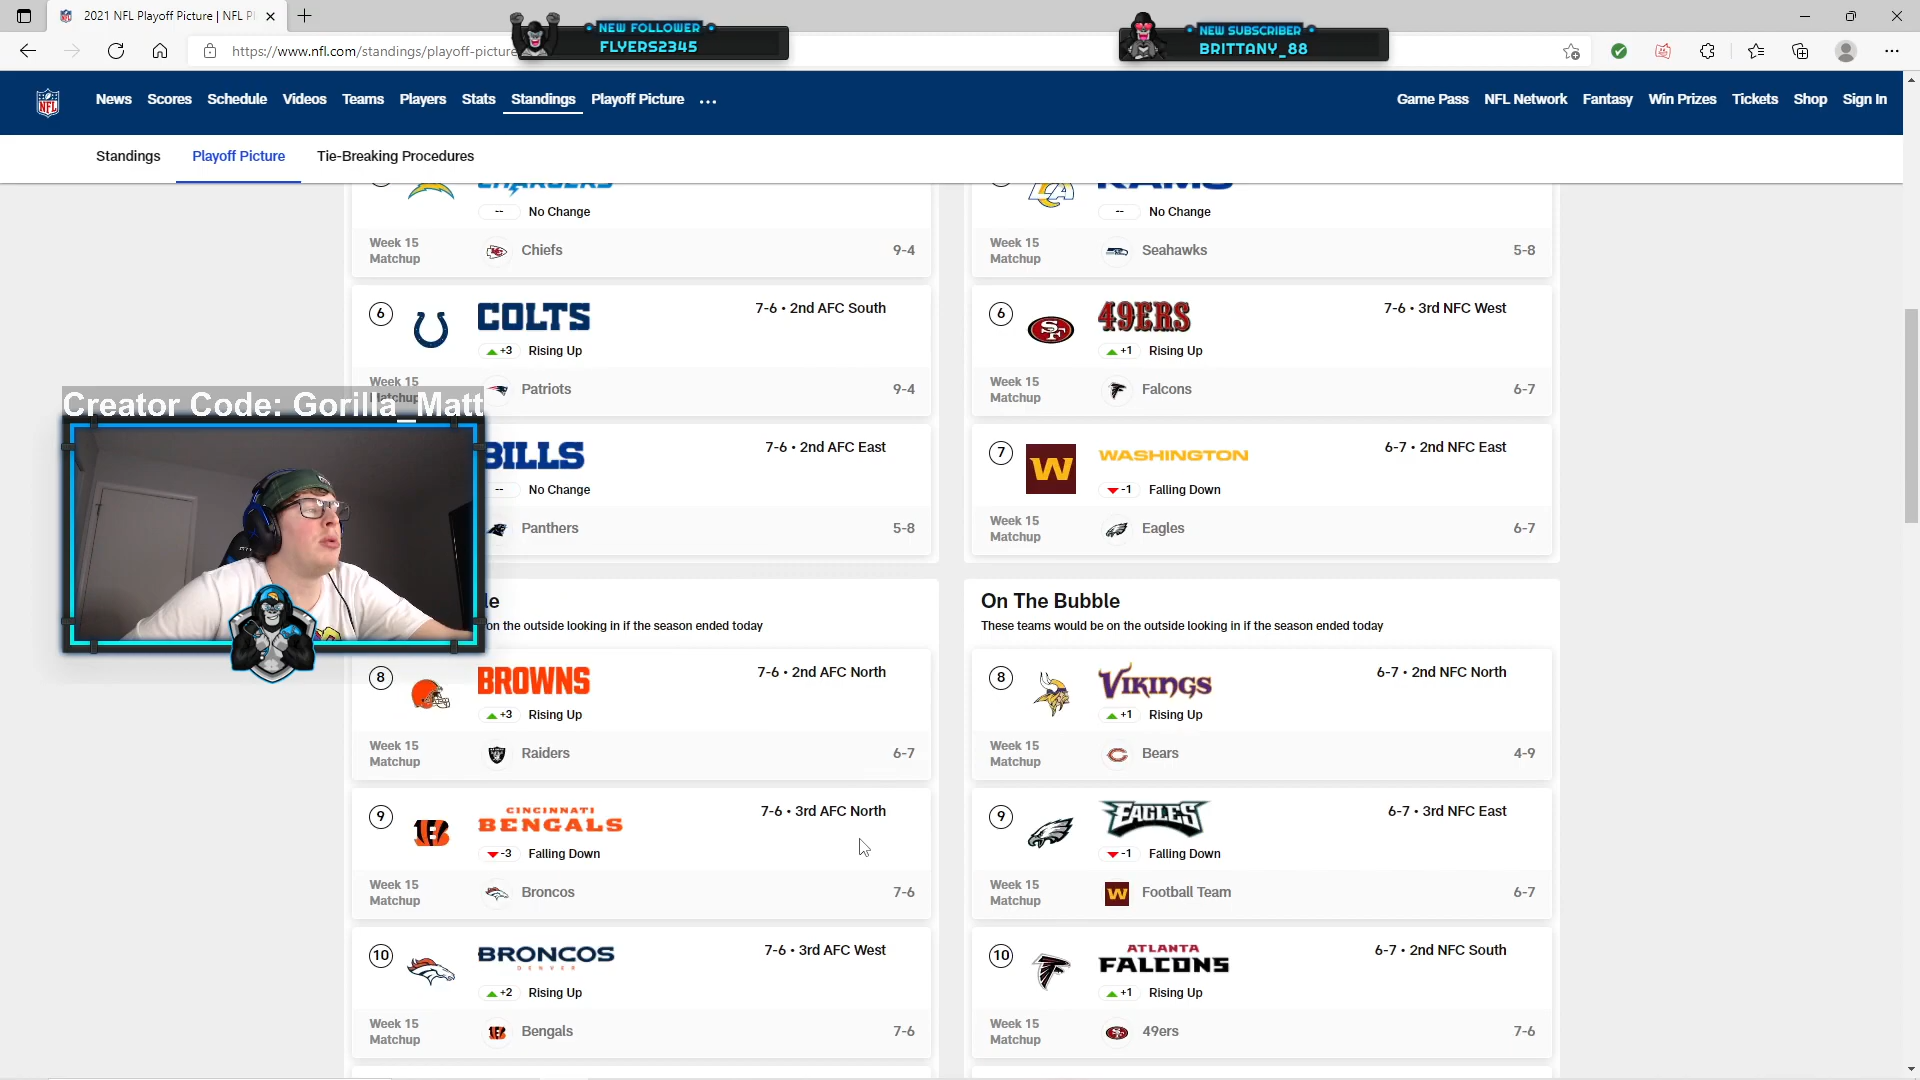 2021 NFL Playoff Picture | NFL Pl
https://www.nfl.com/standings/playoff-picture
NEW FOLLOWER
FLYERS2345
NEW SUBSCRIBER
BRITTANY_88
NFL
News Scores Schedule Videos Teams Players Stats Standings Playoff Picture ...
Game Pass NFL Network Fantasy Win Prizes Tickets Shop Sign In
Standings Playoff Picture Tie-Breaking Procedures
CHARGERS
-- No Change
Week 15
Matchup
Chiefs 9-4
6 COLTS 7-6 • 2nd AFC South
+3 Rising Up
Week 15
Matchup
Patriots 9-4
Creator Code: Gorilla_Matt
BILLS 7-6 • 2nd AFC East
-- No Change
Panthers 5-8
le
on the outside looking in if the season ended today
8 BROWNS 7-6 • 2nd AFC North
+3 Rising Up
Week 15
Matchup
Raiders 6-7
9 CINCINNATI
BENGALS 7-6 • 3rd AFC North
-3 Falling Down
Week 15
Matchup
Broncos 7-6
10 BRONCOS 7-6 • 3rd AFC West
DENVER
+2 Rising Up
Week 15
Matchup
Bengals 7-6
RAMS
-- No Change
Week 15
Matchup
Seahawks 5-8
6 SF 49ERS 7-6 • 3rd NFC West
+1 Rising Up
Week 15
Matchup
Falcons 6-7
7 W WASHINGTON 6-7 • 2nd NFC East
-1 Falling Down
Week 15
Matchup
Eagles 6-7
On The Bubble
These teams would be on the outside looking in if the season ended today
8 VIKINGS 6-7 • 2nd NFC North
+1 Rising Up
Week 15
Matchup
Bears 4-9
9 EAGLES 6-7 • 3rd NFC East
-1 Falling Down
Week 15
Matchup
W Football Team 6-7
10 ATLANTA
FALCONS 6-7 • 2nd NFC South
+1 Rising Up
Week 15
Matchup
49ers 7-6